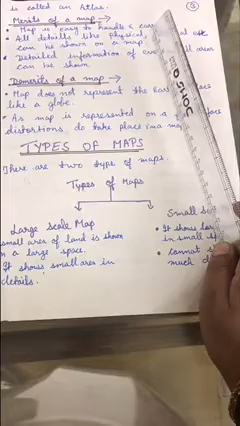 is called an Atlas.
Merits of a map →
• Map is easy to handle &
• All details like physical,
can be shown on a map
• Detailed information of areas
can be shown.
Demerits of a map →
• Map does not represent the
like a globe.
• As map is represented on a
distortions do take place in a map
TYPES OF MAPS
There are two type of maps.
Types of Maps
Large Scale Map
small area of land is shown
in a large space.
It shows small area in
details.
Small
• It shows
in small
• cannot
much